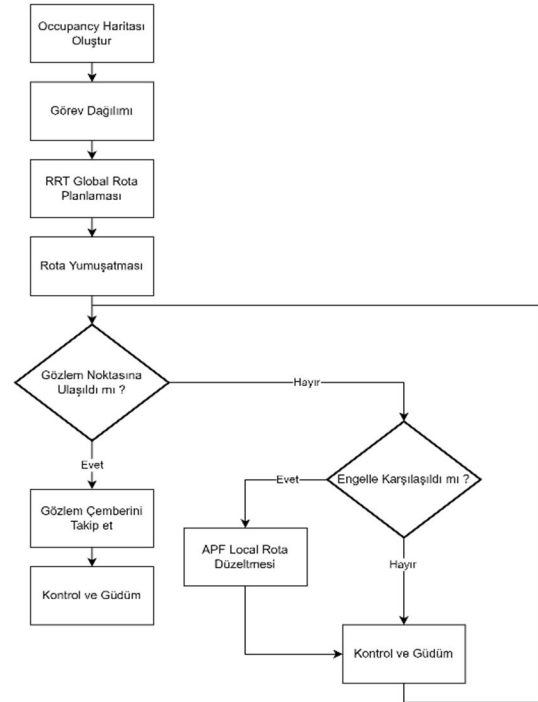 Occupancy Haritası
Oluştur
Görev Dağılımı
RRT Global Rota
Planlaması
Rota Yumuşatması
Gözlem Noktasına
Ulaşıldı mı ?
Hayır
Evet
Engelle Karşılaşıldı mı ?
Evet
Gözlem Çemberini
Takip et
APF Local Rota
Düzeltmesi
Hayır
Kontrol ve Güdüm
Kontrol ve Güdüm